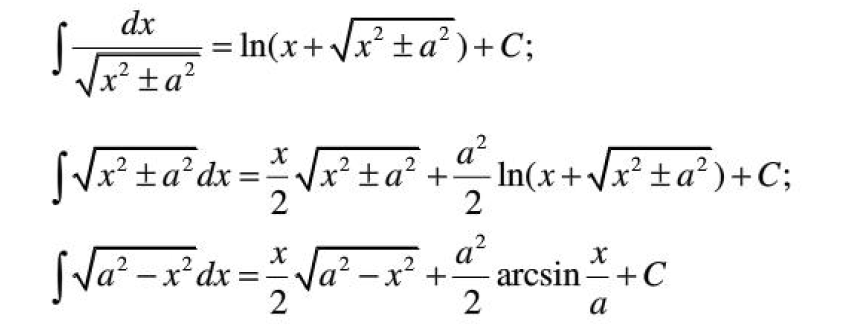 ∫ dx / √(x² ± a²) = ln(x + √(x² ± a²)) + C;
∫ √(x² ± a²) dx = x/2 √(x² ± a²) + a²/2 ln(x + √(x² ± a²)) + C;
∫ √(a² − x²) dx = x/2 √(a² − x²) + a²/2 arcsin x/a + C